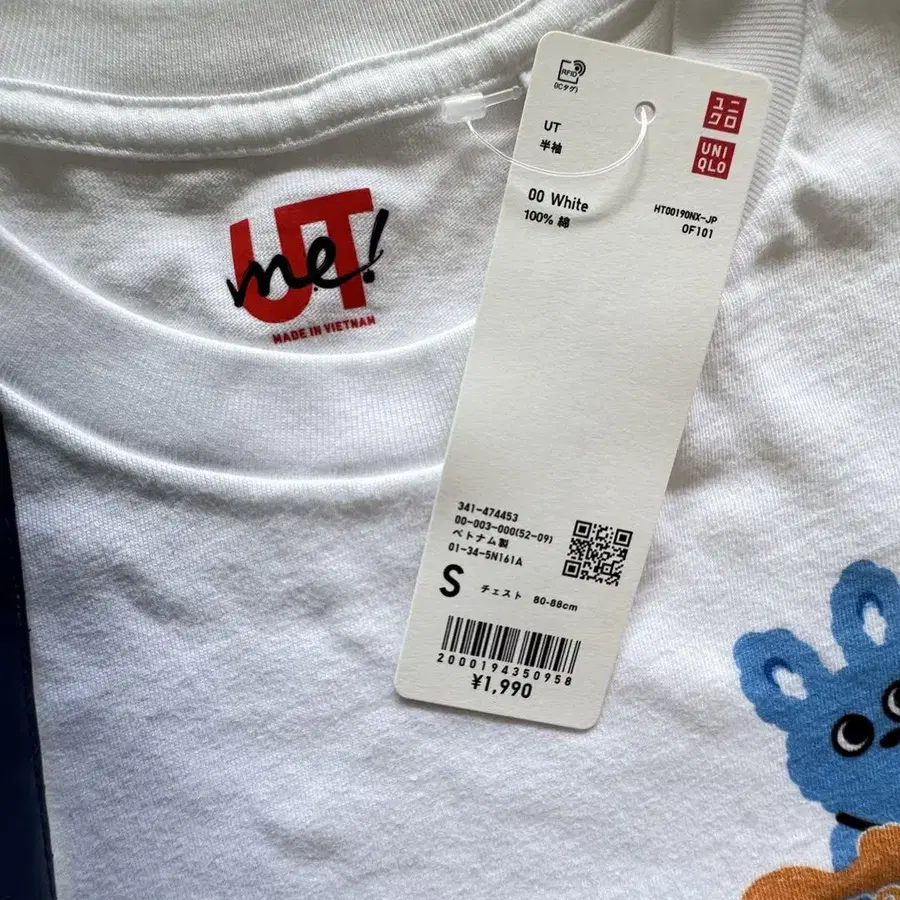 RFID
(ICタグ)
UT
半袖
ユニ
クロ
UNI
QLO
00 White
100% 綿
HT00190NX-JP
OF101
UT
me!
MADE IN VIETNAM
341-474453
00-003-000(52-09)
ベトナム製
01-34-5N161A
S チェスト 80-88cm
2000194350958
¥1,990